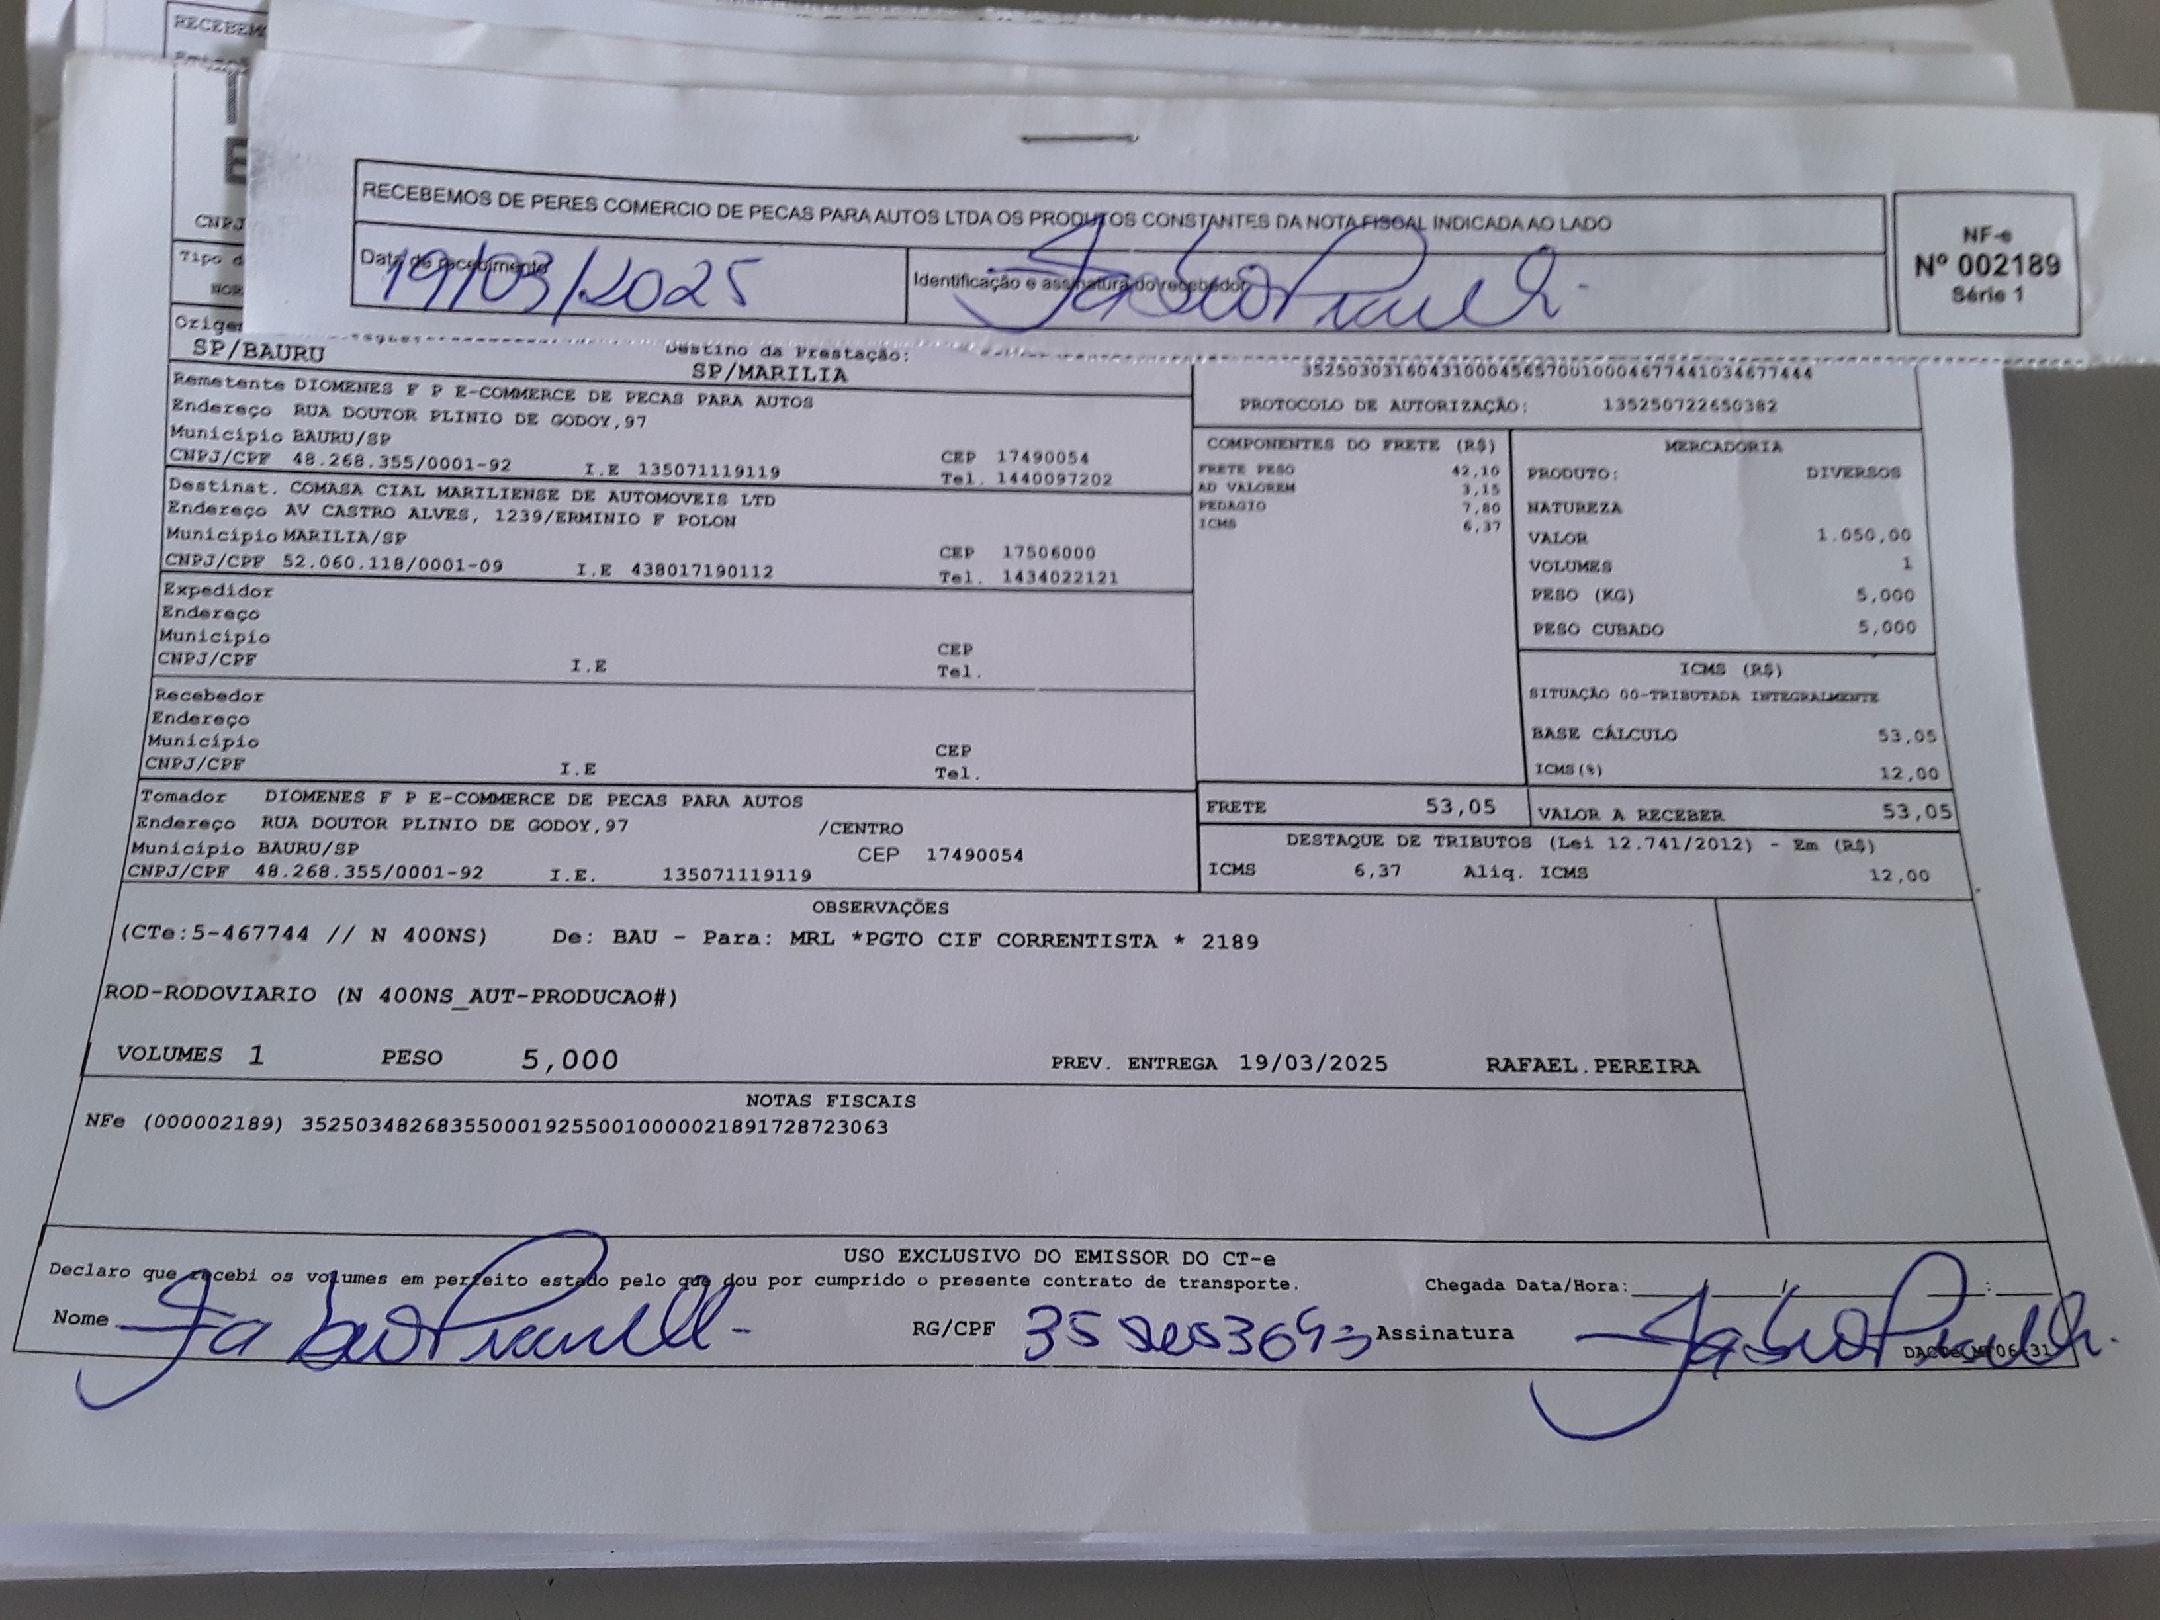 RECEBEM
CNPJ
Tipo d
NOR
RECEBEMOS DE PERES COMERCIO DE PECAS PARA AUTOS LTDA OS PRODUTOS CONSTANTES DA NOTA FISCAL INDICADA AO LADO
NF-e
Nº 002189
Série 1
Data de recebimento
19/03/2025
Identificação e assinatura do recebedor
Orige
SP/BAURU
Destino da Prestação:
SP/MARILIA
35250303160431000456570010004677441034677444
PROTOCOLO DE AUTORIZAÇÃO: 135250722650382
Remetente DIOMENES F P E-COMMERCE DE PECAS PARA AUTOS
Endereço RUA DOUTOR PLINIO DE GODOY,97
Município BAURU/SP CEP 17490054
CNPJ/CPF 48.268.355/0001-92 I.E 135071119119 Tel. 1440097202
Destinat. COMASA CIAL MARILIENSE DE AUTOMOVEIS LTD
Endereço AV CASTRO ALVES, 1239/ERMINIO F POLON
Município MARILIA/SP CEP 17506000
CNPJ/CPF 52.060.118/0001-09 I.E 438017190112 Tel. 1434022121
Expedidor
Endereço
Município CEP
CNPJ/CPF I.E Tel.
Recebedor
Endereço
Município CEP
CNPJ/CPF I.E Tel.
Tomador DIOMENES F P E-COMMERCE DE PECAS PARA AUTOS
Endereço RUA DOUTOR PLINIO DE GODOY,97 /CENTRO
Município BAURU/SP CEP 17490054
CNPJ/CPF 48.268.355/0001-92 I.E. 135071119119
COMPONENTES DO FRETE (R$)
FRETE PESO 42,10
AD VALOREM 3,15
PEDAGIO 7,80
ICMS 6,37
MERCADORIA
PRODUTO: DIVERSOS
NATUREZA
VALOR 1.050,00
VOLUMES 1
PESO (KG) 5,000
PESO CUBADO 5,000
ICMS (R$)
SITUAÇÃO 00-TRIBUTADA INTEGRALMENTE
BASE CÁLCULO 53,05
ICMS(%) 12,00
FRETE 53,05 VALOR A RECEBER 53,05
DESTAQUE DE TRIBUTOS (Lei 12.741/2012) - Em (R$)
ICMS 6,37 Aliq. ICMS 12,00
OBSERVAÇÕES
(CTe:5-467744 // N 400NS) De: BAU - Para: MRL *PGTO CIF CORRENTISTA * 2189
ROD-RODOVIARIO (N 400NS_AUT-PRODUCAO#)
VOLUMES 1 PESO 5,000 PREV. ENTREGA 19/03/2025 RAFAEL.PEREIRA
NOTAS FISCAIS
NFe (000002189) 35250348268355000192550010000021891728723063
USO EXCLUSIVO DO EMISSOR DO CT-e
Declaro que recebi os volumes em perfeito estado pelo que dou por cumprido o presente contrato de transporte. Chegada Data/Hora:
Nome RG/CPF Assinatura